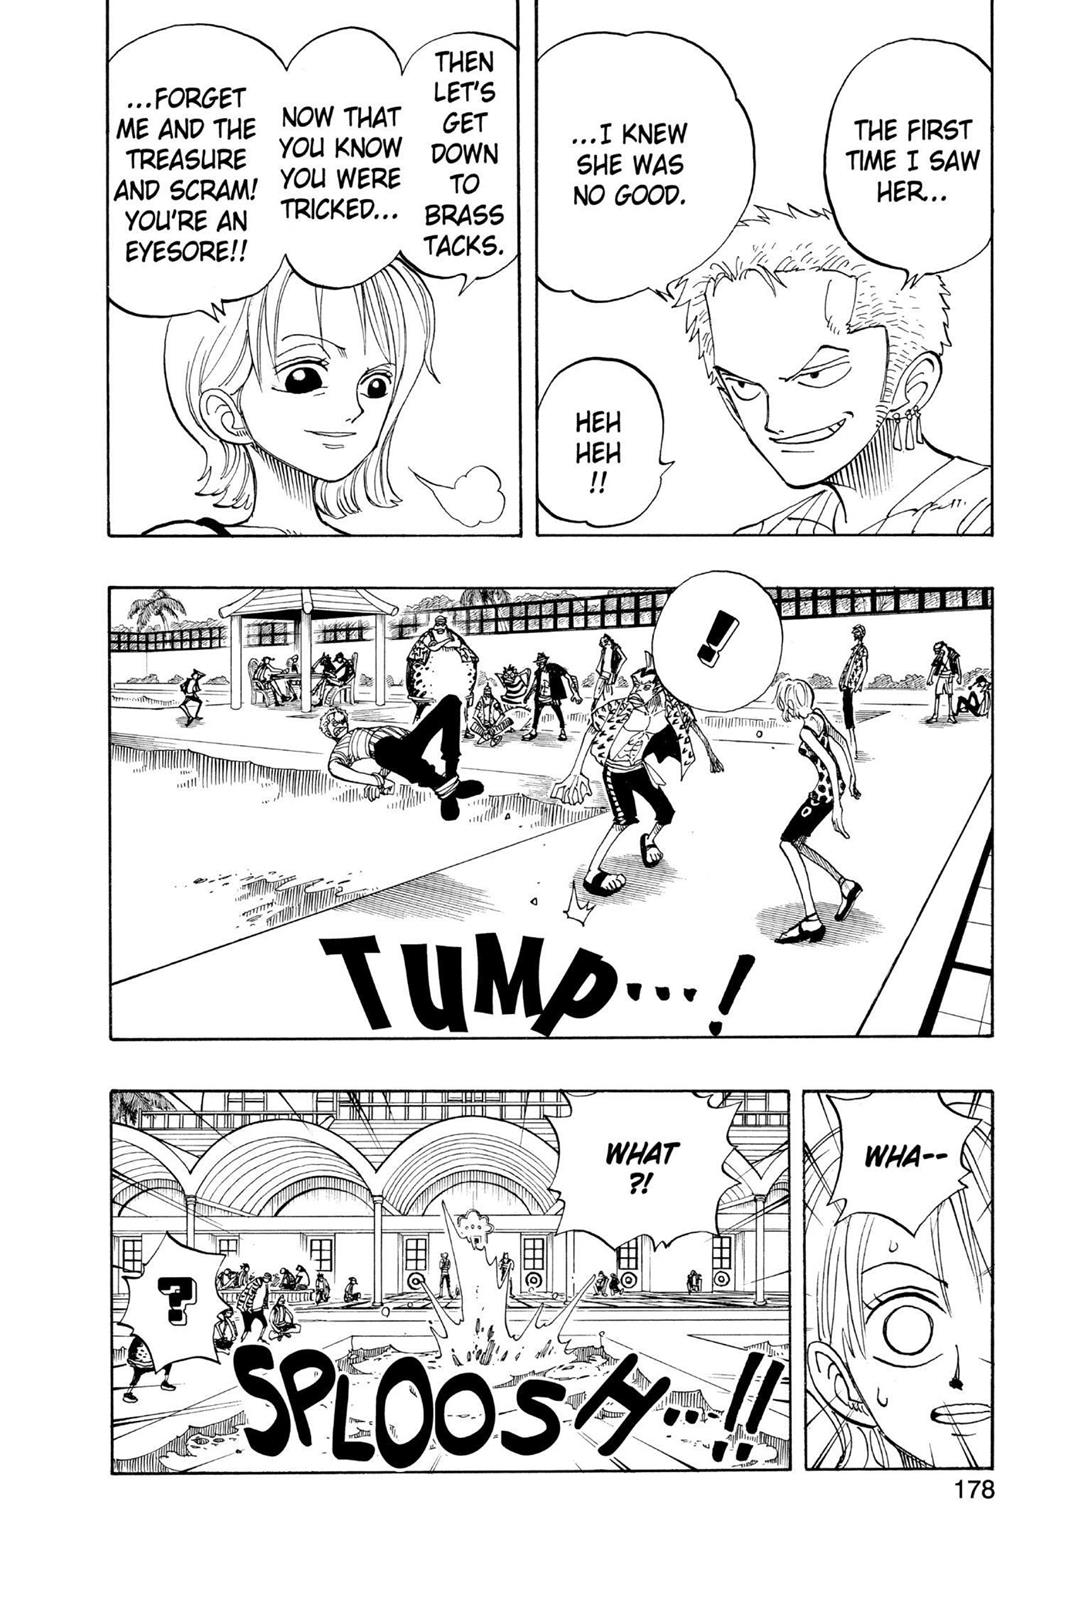 THE FIRST
TIME I SAW
HER...
...I KNEW
SHE WAS
NO GOOD.
HEH
HEH
!!
THEN
LET'S
GET
DOWN
TO
BRASS
TACKS.
NOW THAT
YOU KNOW
YOU WERE
TRICKED...
...FORGET
ME AND THE
TREASURE
AND SCRAM!
YOU'RE AN
EYESORE!!
!
TUMP...!
WHA--
WHAT
?!
?
SPLOOSH...!!
178